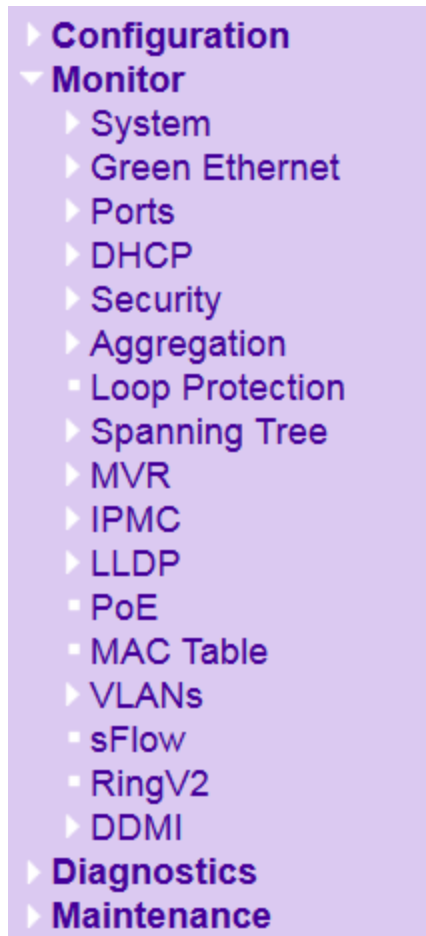 Configuration
Monitor
System
Green Ethernet
Ports
DHCP
Security
Aggregation
Loop Protection
Spanning Tree
MVR
IPMC
LLDP
PoE
MAC Table
VLANs
sFlow
RingV2
DDMI
Diagnostics
Maintenance